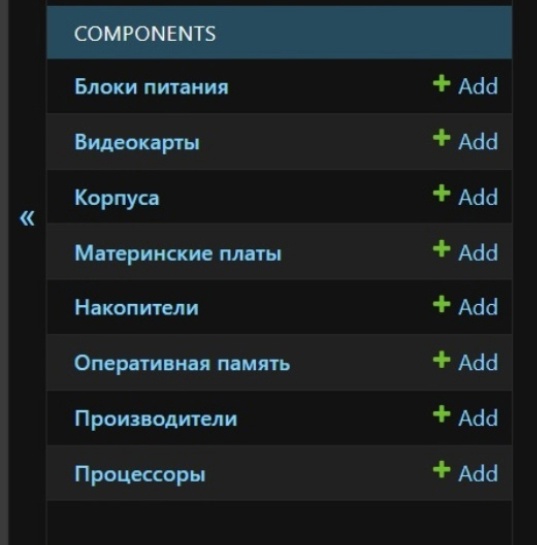 COMPONENTS
Блоки питания + Add
Видеокарты + Add
Корпуса + Add
«
Материнские платы + Add
Накопители + Add
Оперативная память + Add
Производители + Add
Процессоры + Add